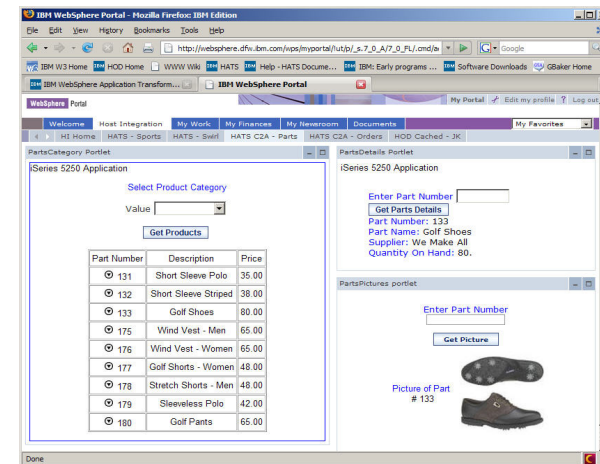 IBM WebSphere Portal - Mozilla Firefox: IBM Edition
File Edit View History Bookmarks Tools Help
http://websphere.dfw.ibm.com/wps/myportal/lut/p/_s.7_0_A/7_0_FL/.cmd/a
Google
IBM W3 Home HOD Home WWW Wiki HATS Help - HATS Docume... IBM: Early programs ... Software Downloads GBaker Home
IBM WebSphere Application Transform... IBM WebSphere Portal
WebSphere Portal
My Portal Edit my profile ? Log out
Welcome Host Integration My Work My Finances My Newsroom Documents My Favorites
HI Home HATS - Sports HATS - Swirl HATS C2A - Parts HATS C2A - Orders HOD Cached - JK
PartsCategory Portlet
iSeries 5250 Application
Select Product Category
Value
Get Products
Part Number Description Price
131 Short Sleeve Polo 35.00
132 Short Sleeve Striped 38.00
133 Golf Shoes 80.00
175 Wind Vest - Men 65.00
176 Wind Vest - Women 65.00
177 Golf Shorts - Women 48.00
178 Stretch Shorts - Men 48.00
179 Sleeveless Polo 42.00
180 Golf Pants 65.00
PartsDetails Portlet
iSeries 5250 Application
Enter Part Number
Get Parts Details
Part Number: 133
Part Name: Golf Shoes
Supplier: We Make All
Quantity On Hand: 80.
PartsPictures portlet
Enter Part Number
Get Picture
Picture of Part
# 133
Done